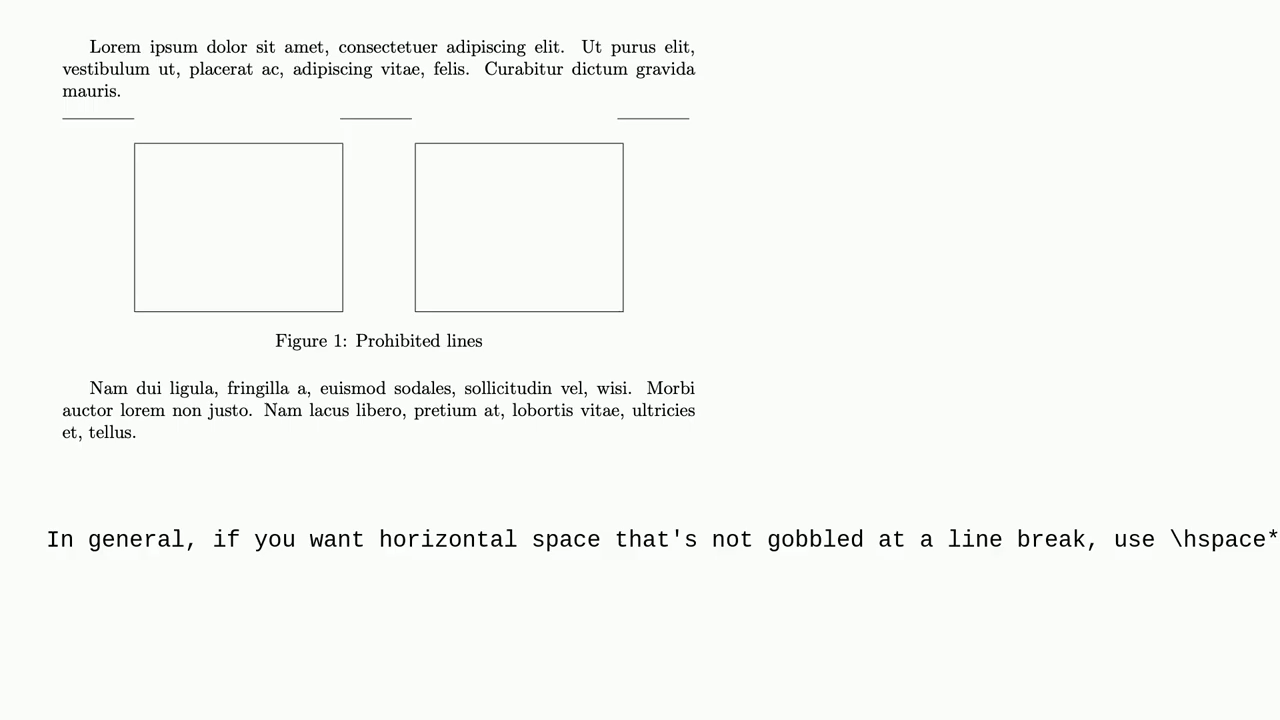 Lorem ipsum dolor sit amet, consectetuer adipiscing elit. Ut purus elit,
vestibulum ut, placerat ac, adipiscing vitae, felis. Curabitur dictum gravida
mauris.
Figure 1: Prohibited lines
Nam dui ligula, fringilla a, euismod sodales, sollicitudin vel, wisi. Morbi
auctor lorem non justo. Nam lacus libero, pretium at, lobortis vitae, ultricies
et, tellus.
In general, if you want horizontal space that's not gobbled at a line break, use \hspace*